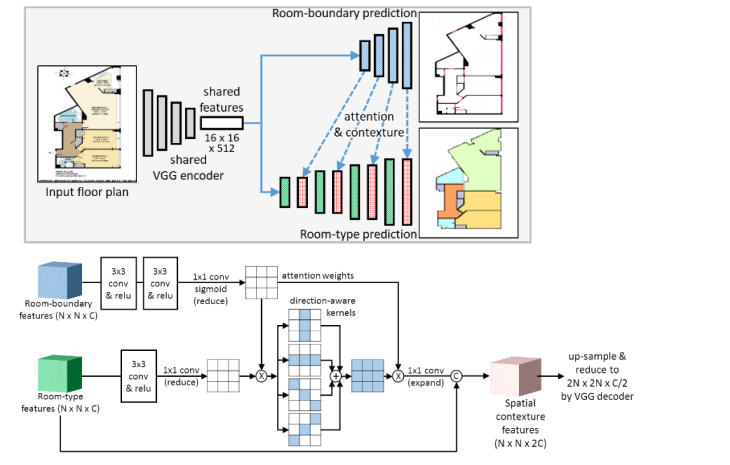 Room-boundary prediction
shared
features
16 x 16
x 512
attention
& contexture
shared
VGG encoder
Input floor plan
Room-type prediction
3x3
conv
& relu
3x3
conv
& relu
1x1 conv
sigmoid
(reduce)
attention weights
Room-boundary
features (N x N x C)
direction-aware
kernels
3x3
conv
& relu
1x1 conv
(reduce)
X
+
X
1x1 conv
(expand)
C
Room-type
features (N x N x C)
Spatial
contexture
features
(N x N x 2C)
up-sample &
reduce to
2N x 2N x C/2
by VGG decoder